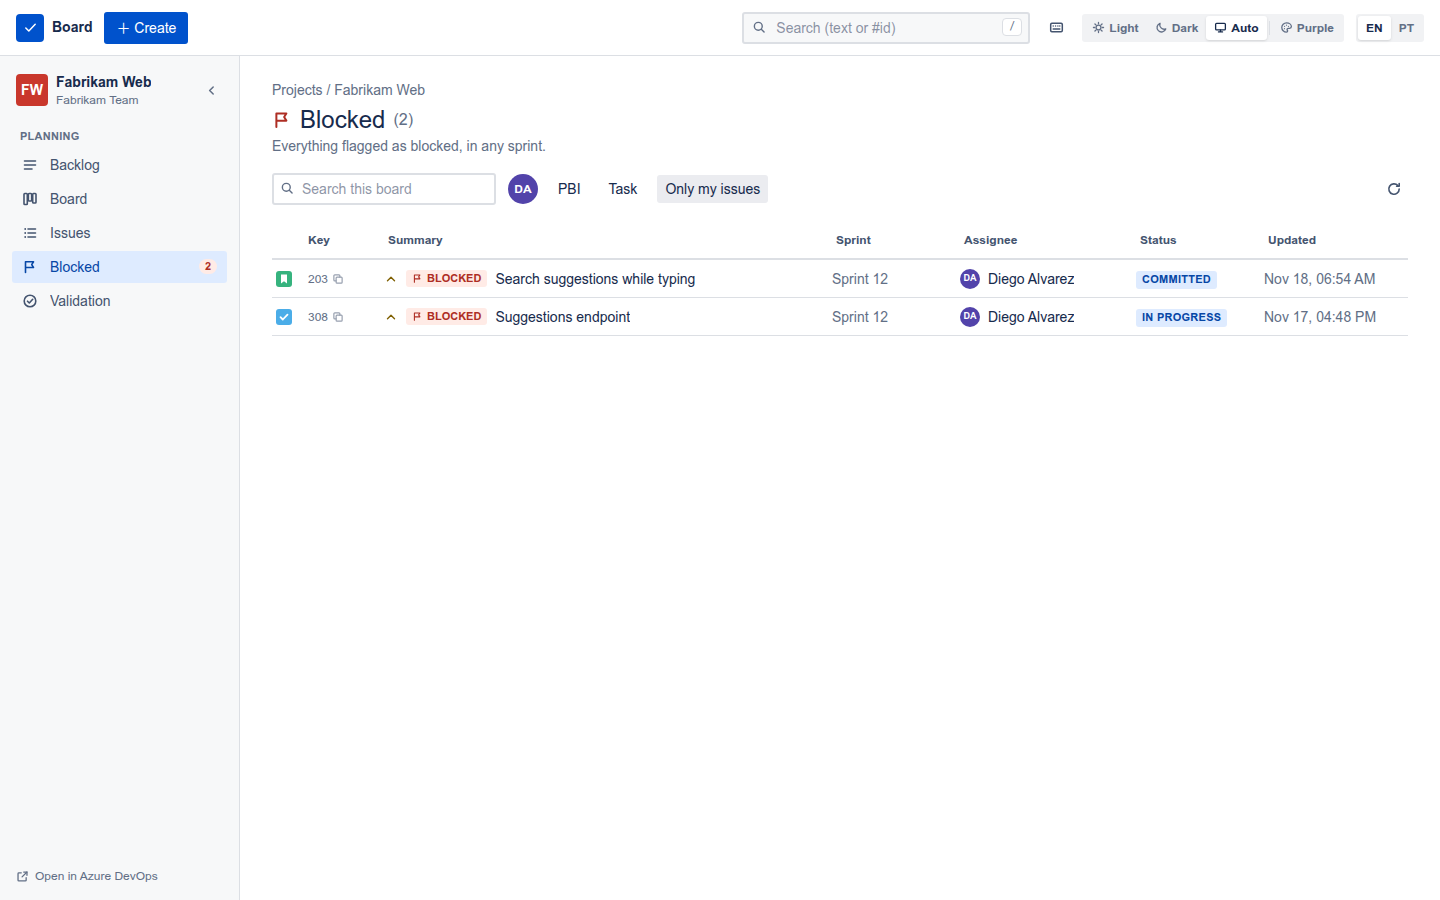 Board
Create
Search (text or #id)
/
Light
Dark
Auto
Purple
EN
PT
FW
Fabrikam Web
Fabrikam Team
PLANNING
Backlog
Board
Issues
Blocked
2
Validation
Open in Azure DevOps
Projects / Fabrikam Web
Blocked (2)
Everything flagged as blocked, in any sprint.
Search this board
DA
PBI
Task
Only my issues
Key Summary Sprint Assignee Status Updated
203 BLOCKED Search suggestions while typing Sprint 12 DA Diego Alvarez COMMITTED Nov 18, 06:54 AM
308 BLOCKED Suggestions endpoint Sprint 12 DA Diego Alvarez IN PROGRESS Nov 17, 04:48 PM